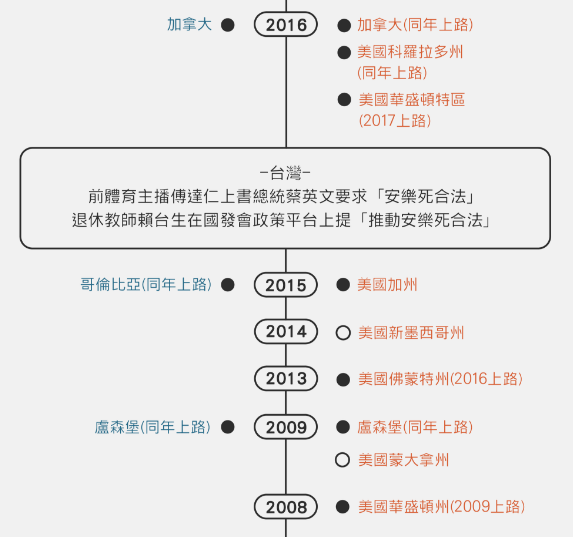 加拿大
2016
加拿大(同年上路)
美國科羅拉多州
(同年上路)
美國華盛頓特區
(2017上路)
–台灣–
前體育主播傅達仁上書總統蔡英文要求「安樂死合法」
退休教師賴台生在國發會政策平台上提「推動安樂死合法」
哥倫比亞(同年上路)
2015
美國加州
2014
美國新墨西哥州
2013
美國佛蒙特州(2016上路)
盧森堡(同年上路)
2009
盧森堡(同年上路)
美國蒙大拿州
2008
美國華盛頓州(2009上路)